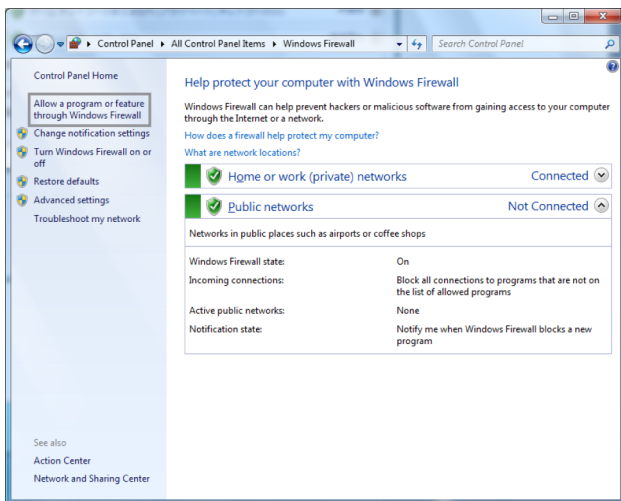 Control Panel ▸ All Control Panel Items ▸ Windows Firewall
Search Control Panel
Control Panel Home
Allow a program or feature
through Windows Firewall
Change notification settings
Turn Windows Firewall on or
off
Restore defaults
Advanced settings
Troubleshoot my network
See also
Action Center
Network and Sharing Center
Help protect your computer with Windows Firewall
Windows Firewall can help prevent hackers or malicious software from gaining access to your computer
through the Internet or a network.
How does a firewall help protect my computer?
What are network locations?
Home or work (private) networks Connected
Public networks Not Connected
Networks in public places such as airports or coffee shops
Windows Firewall state: On
Incoming connections: Block all connections to programs that are not on
the list of allowed programs
Active public networks: None
Notification state: Notify me when Windows Firewall blocks a new
program